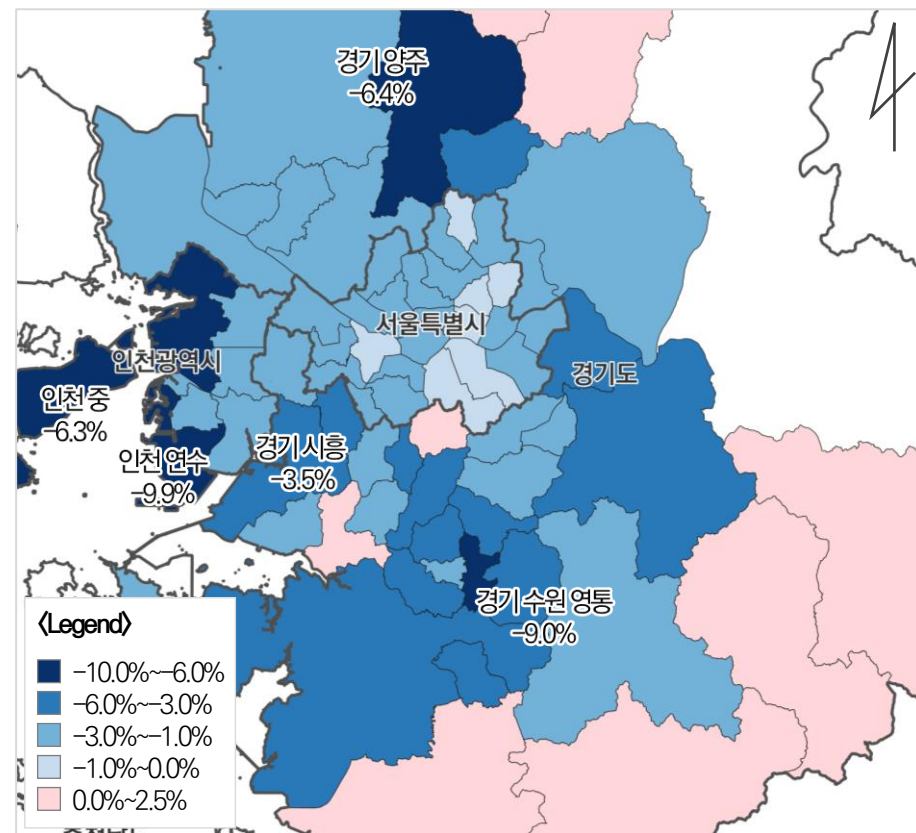 경기 양주
-6.4%
서울특별시
인천광역시
경기도
인천 중
-6.3%
경기 시흥
-3.5%
인천 연수
-9.9%
경기 수원 영통
-9.0%
〈Legend〉
-10.0%~-6.0%
-6.0%~-3.0%
-3.0%~-1.0%
-1.0%~0.0%
0.0%~2.5%